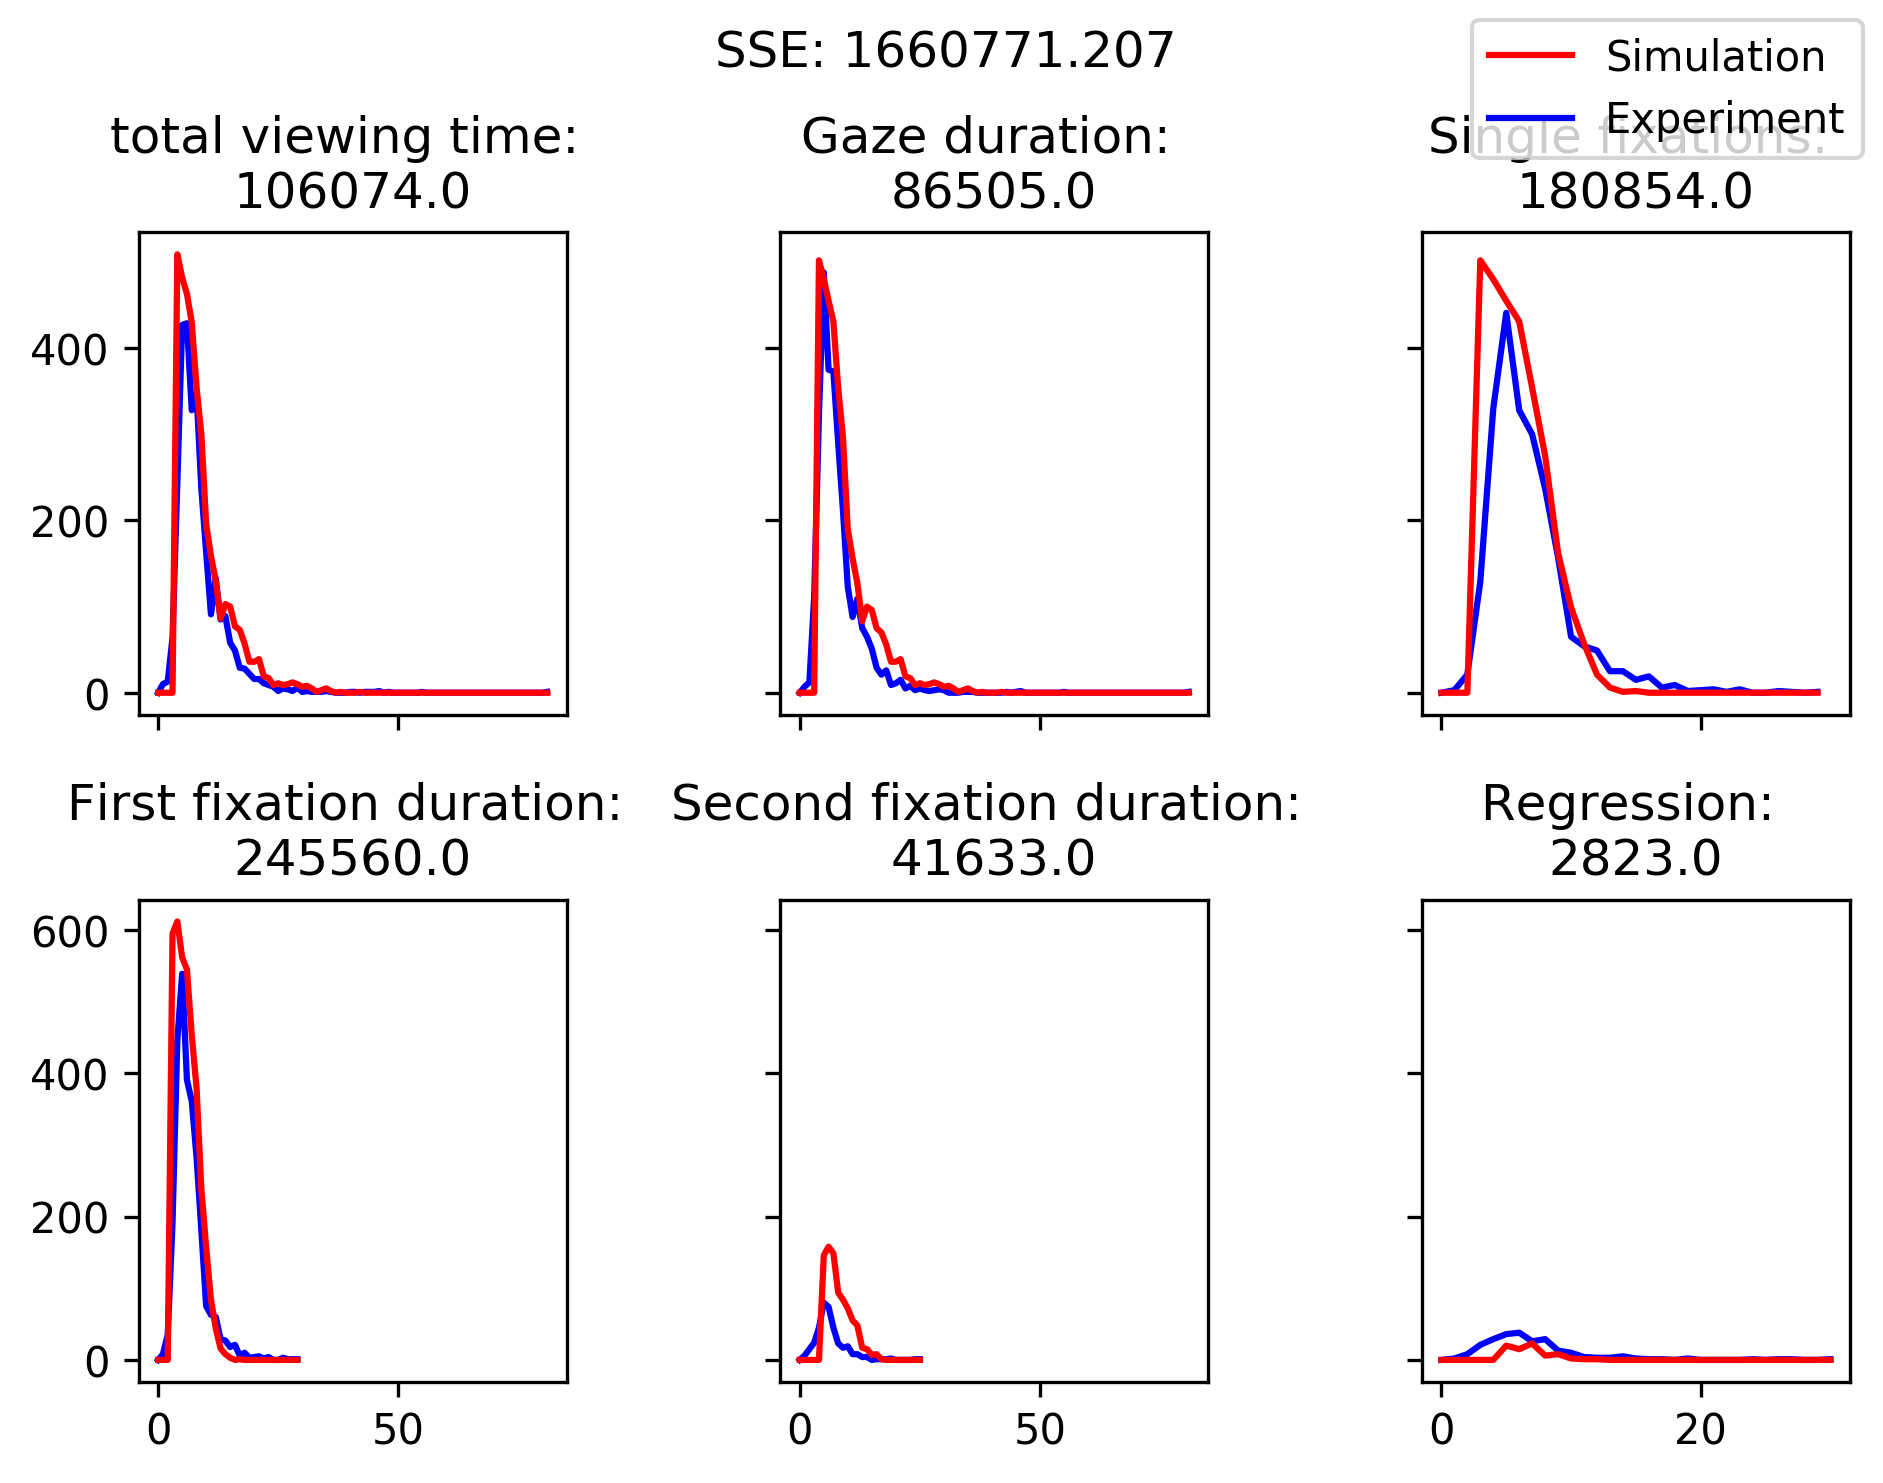 SSE: 1660771.207
Simulation
Experiment
total viewing time:
106074.0
Gaze duration:
86505.0
Single fixations:
180854.0
400
200
0
First fixation duration:
245560.0
Second fixation duration:
41633.0
Regression:
2823.0
600
400
200
0
0
50
0
50
0
20